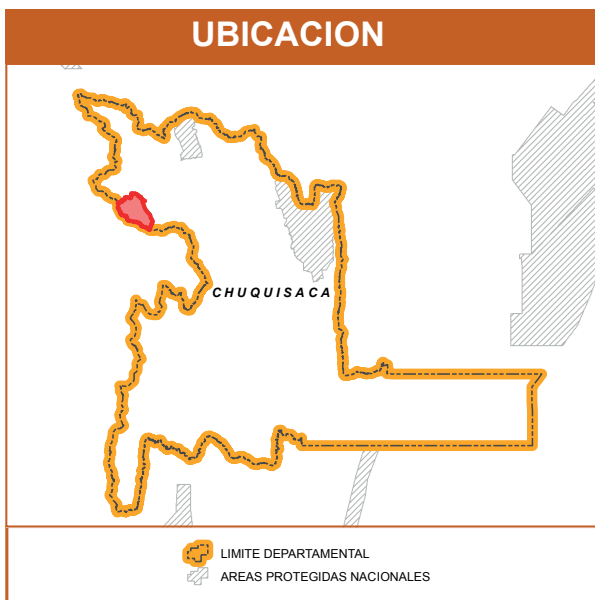 UBICACION
CHUQUISACA
LIMITE DEPARTAMENTAL
AREAS PROTEGIDAS NACIONALES